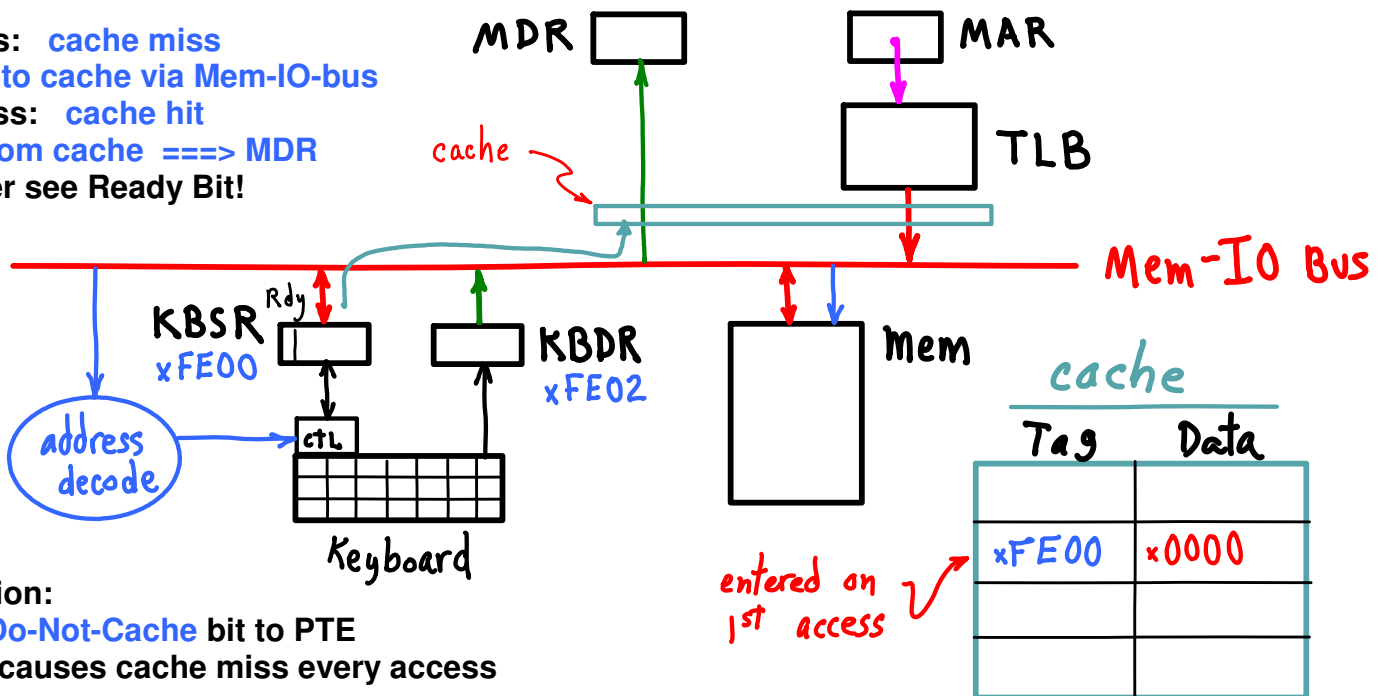 s: cache miss
to cache via Mem-IO-bus
ss: cache hit
om cache ===> MDR
er see Ready Bit!
MDR
MAR
TLB
cache
Mem-IO Bus
Rdy
KBSR
xFE00
KBDR
xFE02
Mem
address
decode
CTL
Keyboard
cache
Tag Data
xFE00 x0000
entered on
1st access
ion:
Do-Not-Cache bit to PTE
causes cache miss every access